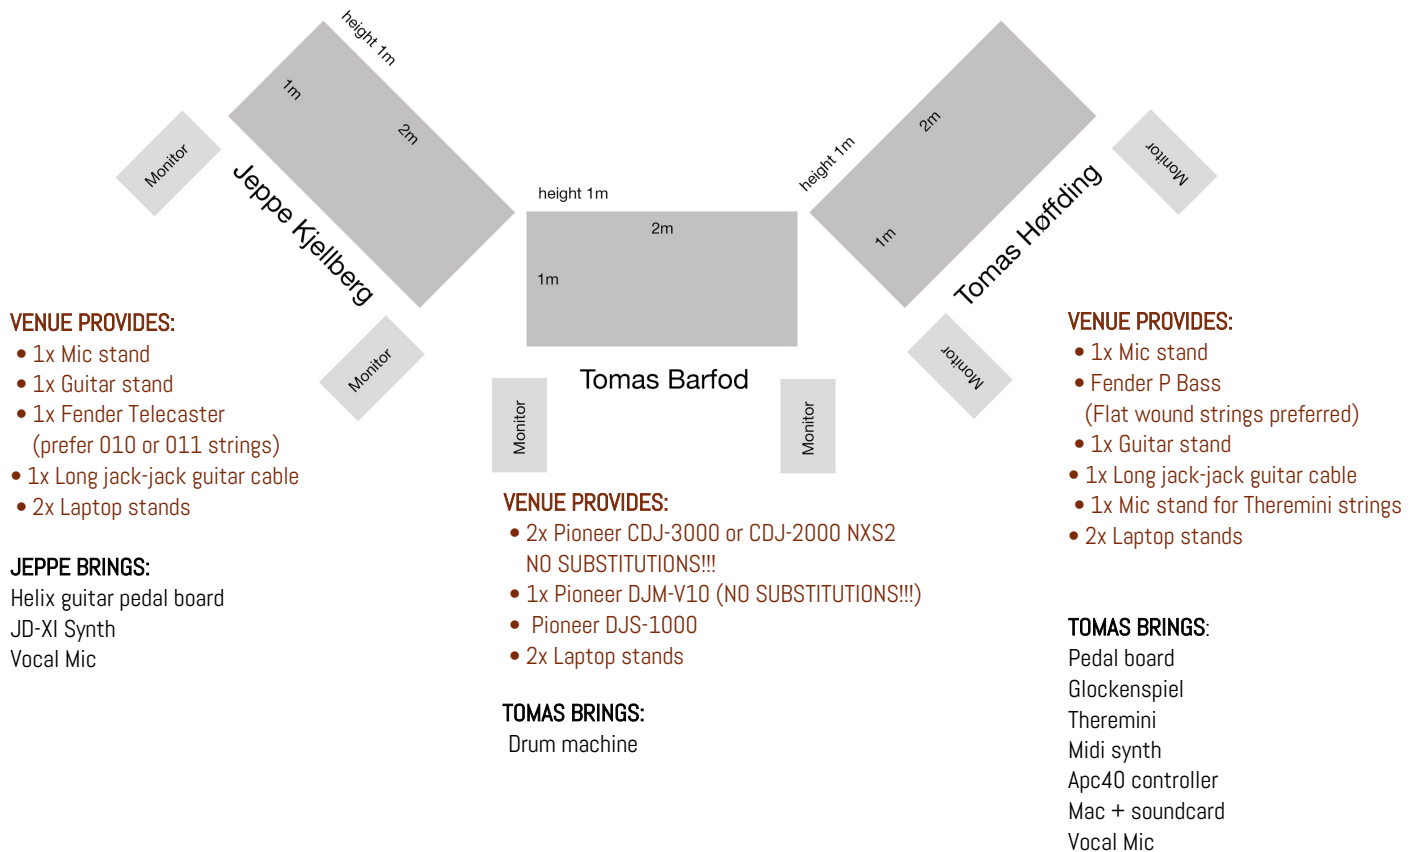 height 1m
1m
2m
Monitor
Jeppe Kjellberg
Monitor
height 1m
2m
1m
Tomas Barfod
Monitor
Monitor
height 1m
2m
1m
Tomas Høffding
Monitor
Monitor
VENUE PROVIDES:
• 1x Mic stand
• 1x Guitar stand
• 1x Fender Telecaster
(prefer 010 or 011 strings)
• 1x Long jack-jack guitar cable
• 2x Laptop stands
JEPPE BRINGS:
Helix guitar pedal board
JD-XI Synth
Vocal Mic
VENUE PROVIDES:
• 2x Pioneer CDJ-3000 or CDJ-2000 NXS2
NO SUBSTITUTIONS!!!
• 1x Pioneer DJM-V10 (NO SUBSTITUTIONS!!!)
• Pioneer DJS-1000
• 2x Laptop stands
TOMAS BRINGS:
Drum machine
VENUE PROVIDES:
• 1x Mic stand
• Fender P Bass
(Flat wound strings preferred)
• 1x Guitar stand
• 1x Long jack-jack guitar cable
• 1x Mic stand for Theremini strings
• 2x Laptop stands
TOMAS BRINGS:
Pedal board
Glockenspiel
Theremini
Midi synth
Apc40 controller
Mac + soundcard
Vocal Mic